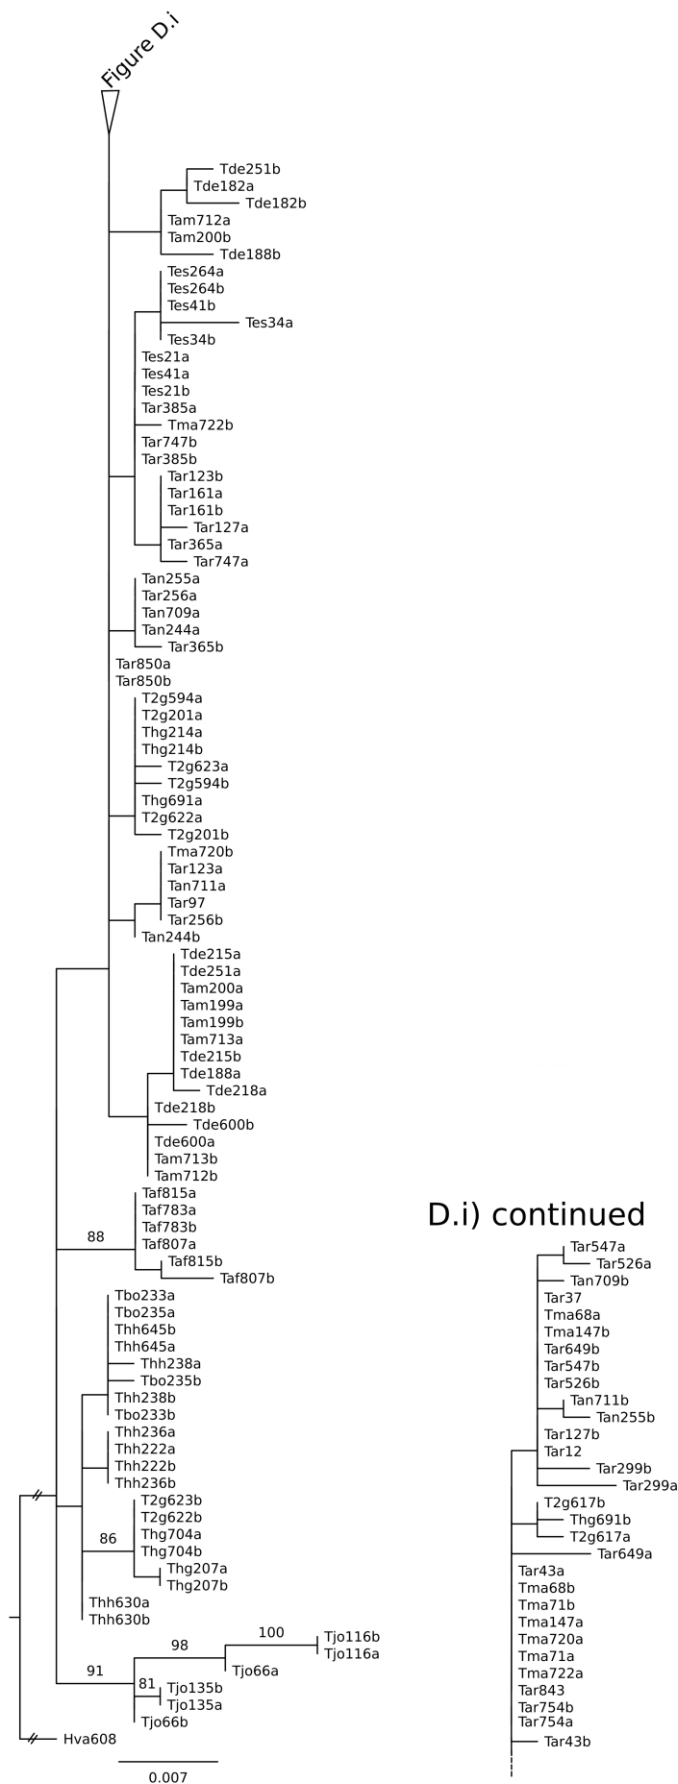 Figure D.i
Tde251b
Tde182a
Tde182b
Tam712a
Tam200b
Tde188b
Tes264a
Tes264b
Tes41b
Tes34a
Tes34b
Tes21a
Tes41a
Tes21b
Tar385a
Tma722b
Tar747b
Tar385b
Tar123b
Tar161a
Tar161b
Tar127a
Tar365a
Tar747a
Tan255a
Tar256a
Tan709a
Tan244a
Tar365b
Tar850a
Tar850b
T2g594a
T2g201a
Thg214a
Thg214b
T2g623a
T2g594b
Thg691a
T2g622a
T2g201b
Tma720b
Tar123a
Tan711a
Tar97
Tar256b
Tan244b
Tde215a
Tde251a
Tam200a
Tam199a
Tam199b
Tam713a
Tde215b
Tde188a
Tde218a
Tde218b
Tde600b
Tde600a
Tam713b
Tam712b
Taf815a
Taf783a
Taf783b
88
Taf807a
Taf815b
Taf807b
Tbo233a
Tbo235a
Thh645b
Thh645a
Thh238a
Tbo235b
Thh238b
Tbo233b
Thh236a
Thh222a
Thh222b
Thh236b
T2g623b
T2g622b
Thg704a
86
Thg704b
Thg207a
Thg207b
Thh630a
Thh630b
100
Tjo116b
98
Tjo116a
Tjo66a
91
81
Tjo135b
Tjo135a
Tjo66b
Hva608
0.007
D.i) continued
Tar547a
Tar526a
Tan709b
Tar37
Tma68a
Tma147b
Tar649b
Tar547b
Tar526b
Tan711b
Tan255b
Tar127b
Tar12
Tar299b
Tar299a
T2g617b
Thg691b
T2g617a
Tar649a
Tar43a
Tma68b
Tma71b
Tma147a
Tma720a
Tma71a
Tma722a
Tar843
Tar754b
Tar754a
Tar43b